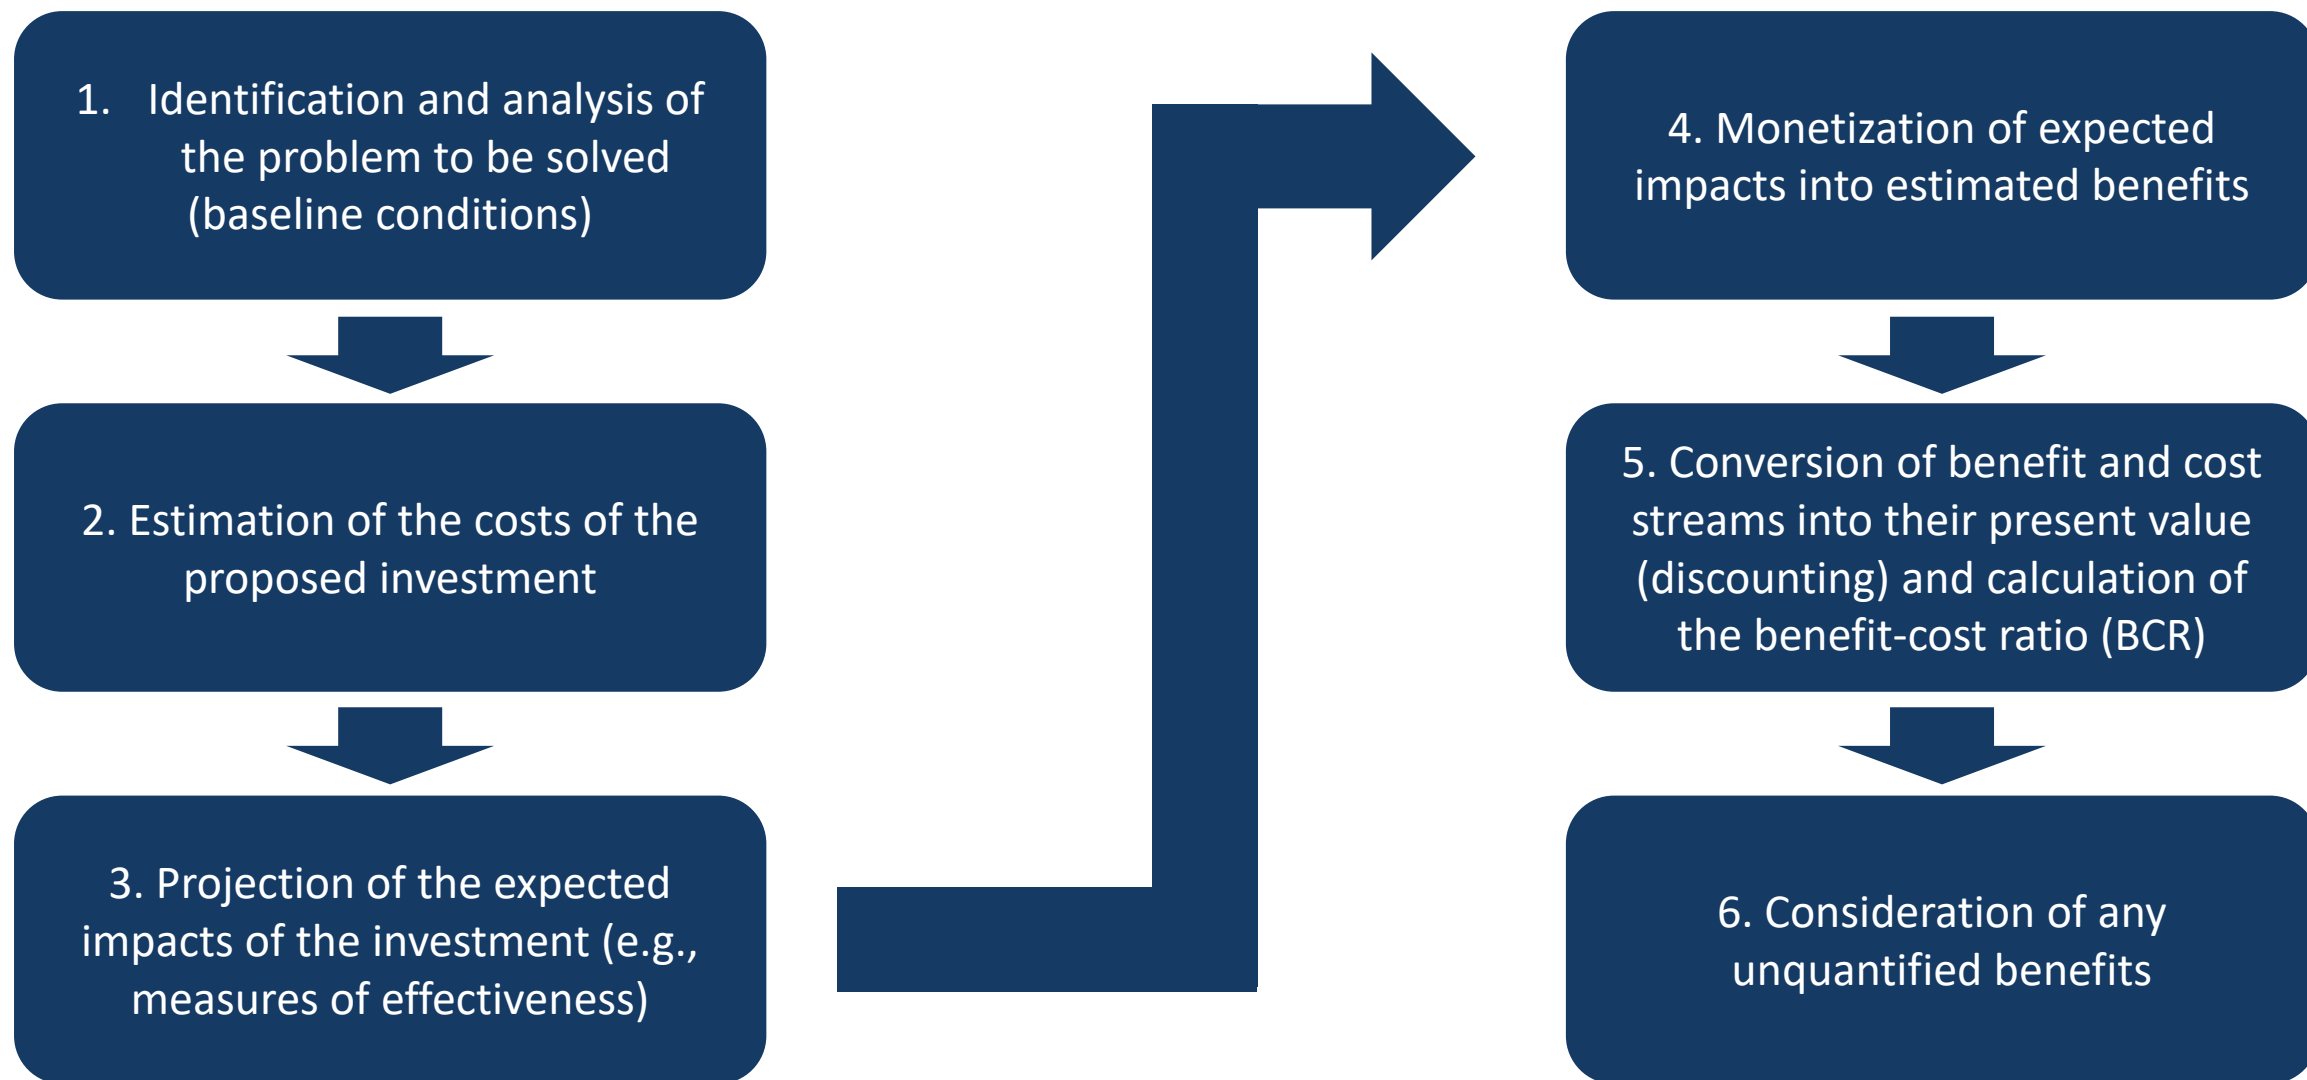 1. Identification and analysis of
the problem to be solved
(baseline conditions)
2. Estimation of the costs of the
proposed investment
3. Projection of the expected
impacts of the investment (e.g.,
measures of effectiveness)
4. Monetization of expected
impacts into estimated benefits
5. Conversion of benefit and cost
streams into their present value
(discounting) and calculation of
the benefit-cost ratio (BCR)
6. Consideration of any
unquantified benefits